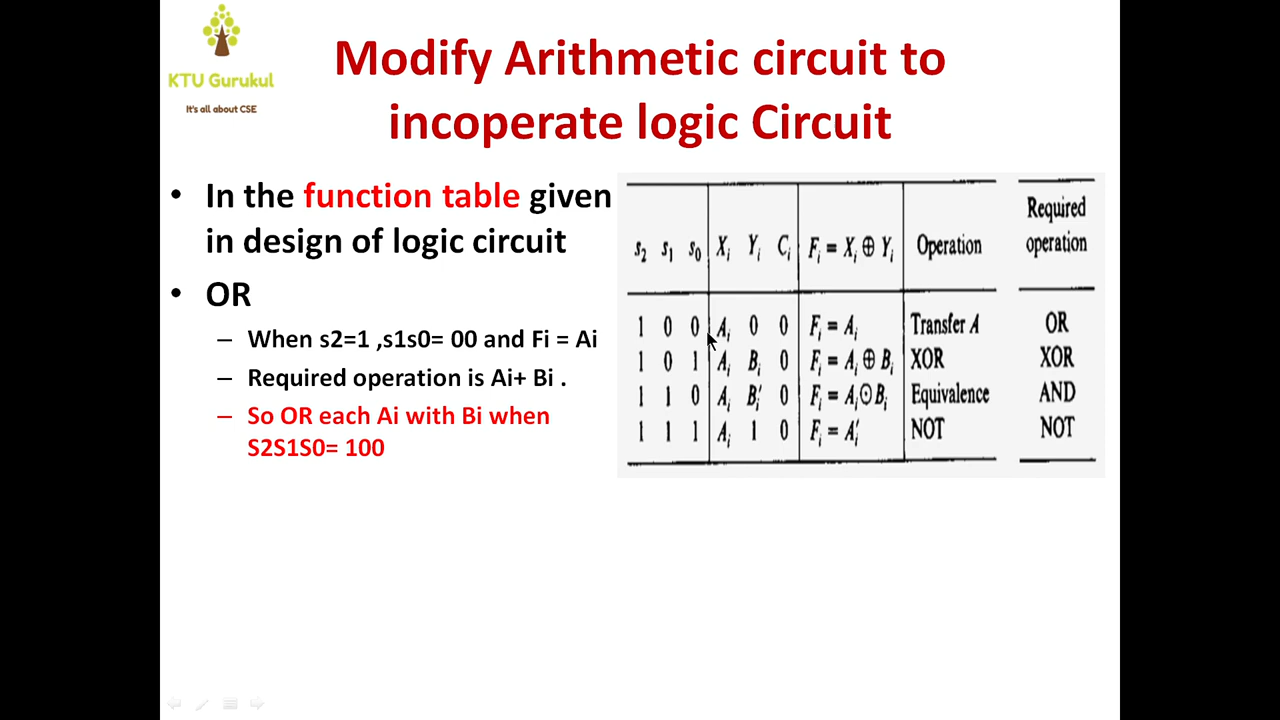 KTU Gurukul
It's all about CSE
Modify Arithmetic circuit to
incoperate logic Circuit
• In the function table given
in design of logic circuit
• OR
– When s2=1 ,s1s0= 00 and Fi = Ai
– Required operation is Ai+ Bi .
– So OR each Ai with Bi when
S2S1S0= 100
s₂ s₁ s₀ Xᵢ Yᵢ Cᵢ Fᵢ = Xᵢ ⊕ Yᵢ Operation Required operation
1 0 0 Aᵢ 0 0 Fᵢ = Aᵢ Transfer A OR
1 0 1 Aᵢ Bᵢ 0 Fᵢ = Aᵢ ⊕ Bᵢ XOR XOR
1 1 0 Aᵢ Bᵢ' 0 Fᵢ = Aᵢ ⊙ Bᵢ Equivalence AND
1 1 1 Aᵢ 1 0 Fᵢ = Aᵢ' NOT NOT